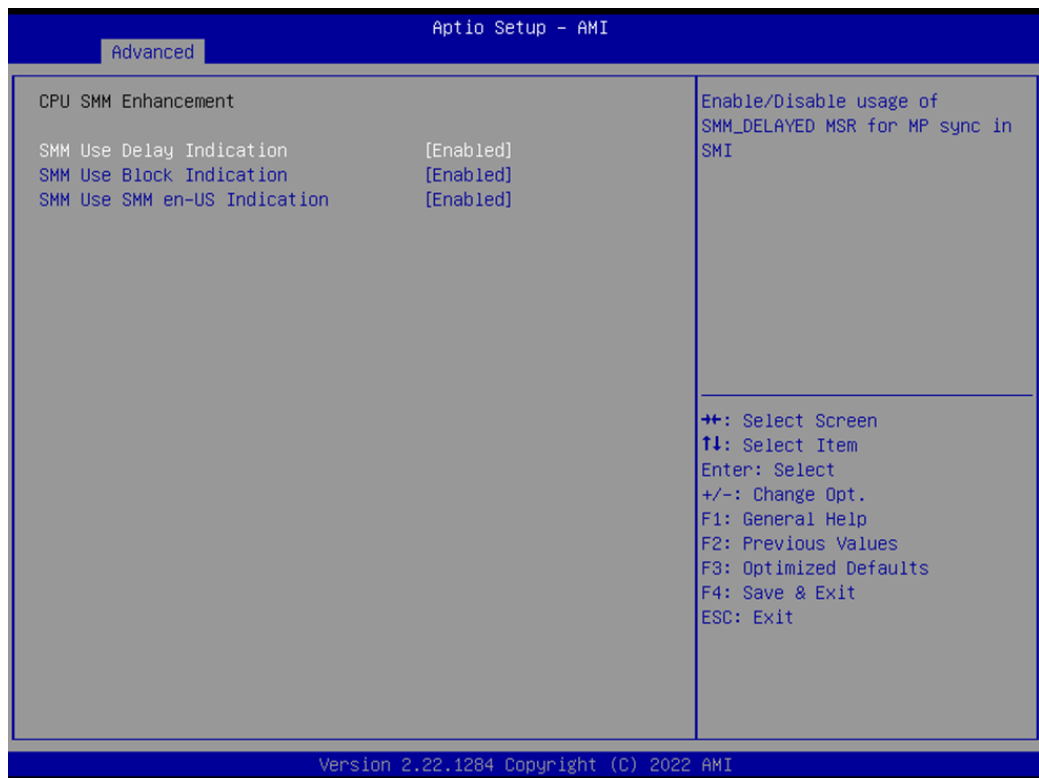 Aptio Setup – AMI
Advanced
CPU SMM Enhancement
SMM Use Delay Indication [Enabled]
SMM Use Block Indication [Enabled]
SMM Use SMM en-US Indication [Enabled]
Enable/Disable usage of
SMM_DELAYED MSR for MP sync in
SMI
→←: Select Screen
↑↓: Select Item
Enter: Select
+/-: Change Opt.
F1: General Help
F2: Previous Values
F3: Optimized Defaults
F4: Save & Exit
ESC: Exit
Version 2.22.1284 Copyright (C) 2022 AMI